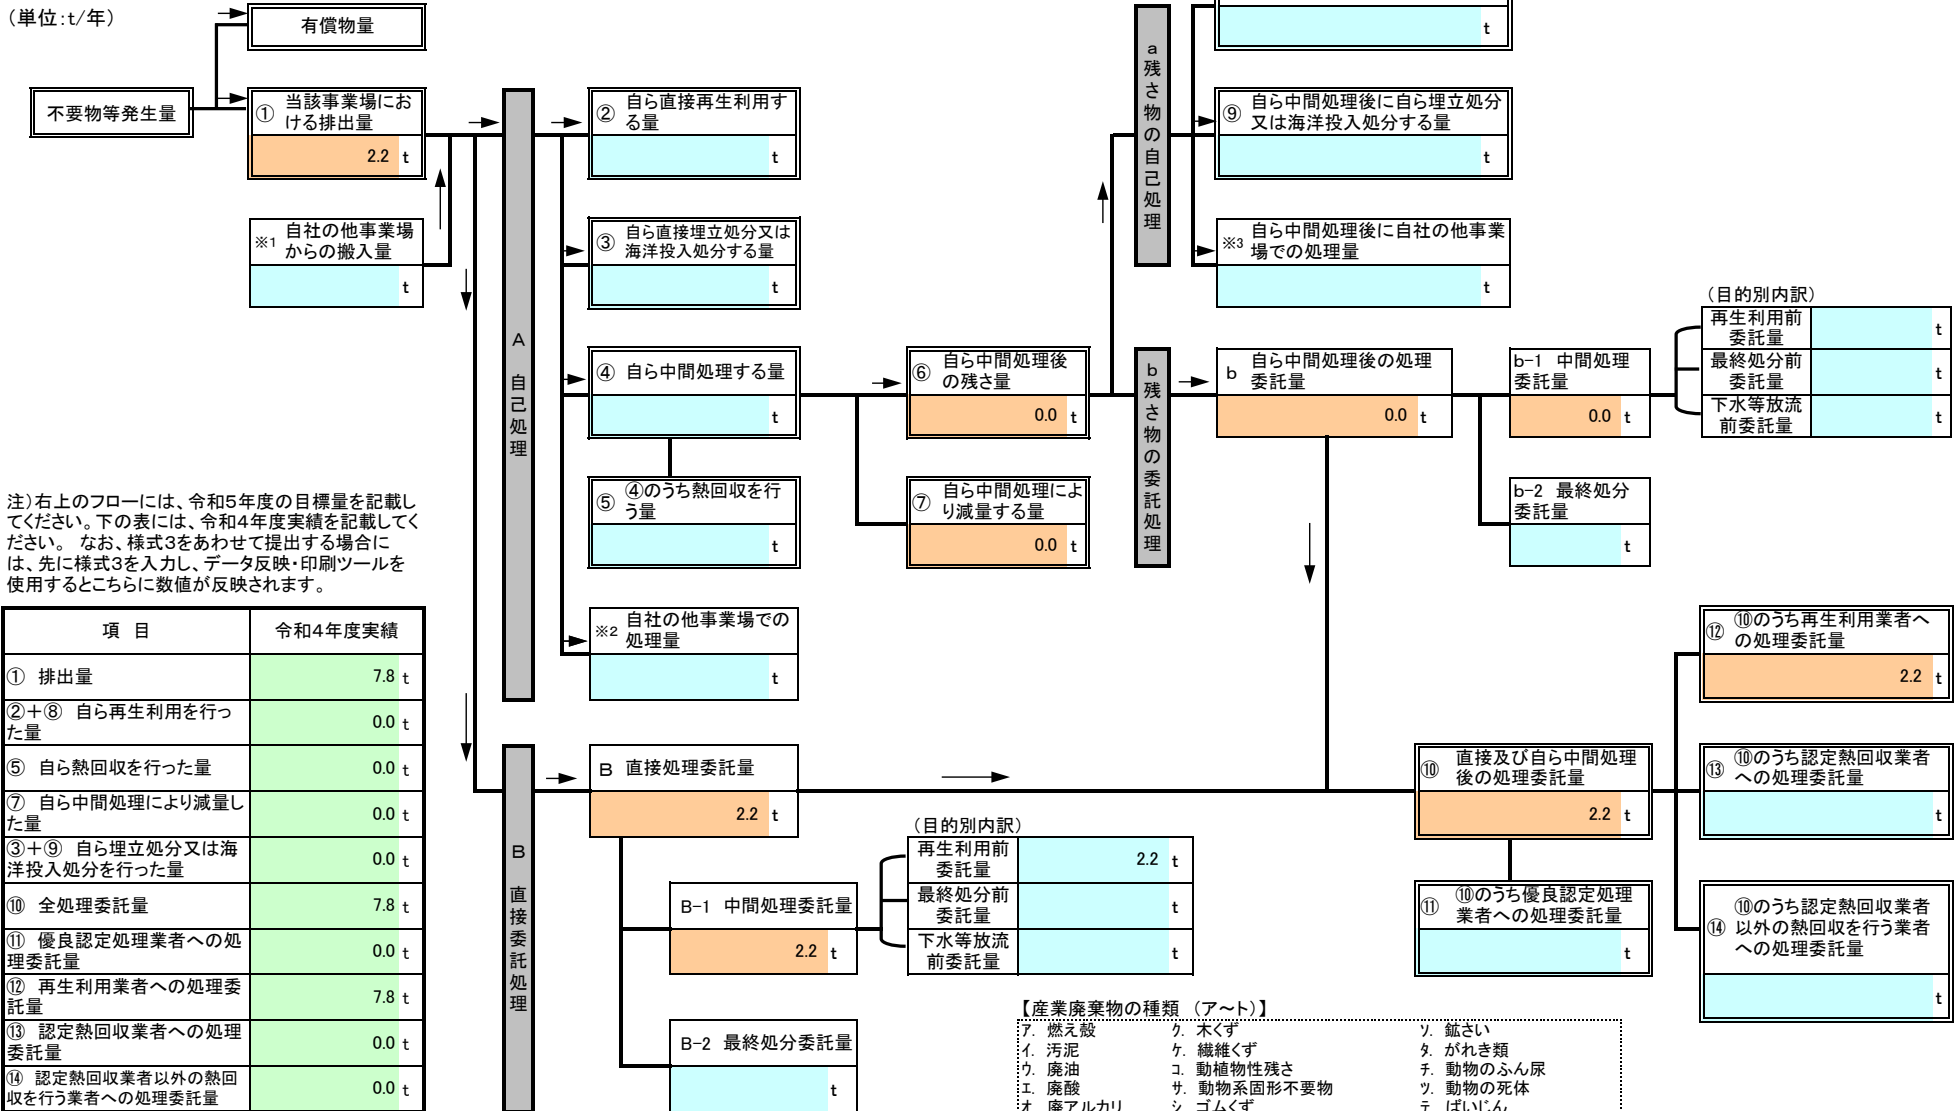 （単位：t/年）
有償物量
不要物等発生量
① 当該事業場にお
ける排出量
2.2 t
※1 自社の他事業場
からの搬入量
t
A 自己処理
② 自ら直接再生利用す
る量
t
③ 自ら直接埋立処分又は
海洋投入処分する量
t
④ 自ら中間処理する量
t
⑤ ④のうち熱回収を行
う量
t
※2 自社の他事業場での
処理量
t
⑥ 自ら中間処理後
の残さ量
0.0 t
⑦ 自ら中間処理によ
り減量する量
0.0 t
a 残さ物の自己処理
t
⑨ 自ら中間処理後に自ら埋立処分
又は海洋投入処分する量
t
※3 自ら中間処理後に自社の他事業
場での処理量
t
b 残さ物の委託処理
b 自ら中間処理後の処理
委託量
0.0 t
b-1 中間処理
委託量
0.0 t
（目的別内訳）
再生利用前
委託量
t
最終処分前
委託量
t
下水等放流
前委託量
t
b-2 最終処分
委託量
t
注）右上のフローには、令和５年度の目標量を記載し
てください。下の表には、令和４年度実績を記載してく
ださい。 なお、様式３をあわせて提出する場合に
は、先に様式３を入力し、データ反映・印刷ツールを
使用するとこちらに数値が反映されます。
項 目 令和４年度実績
① 排出量 7.8 t
②＋⑧ 自ら再生利用を行っ
た量 0.0 t
⑤ 自ら熱回収を行った量 0.0 t
⑦ 自ら中間処理により減量し
た量 0.0 t
③＋⑨ 自ら埋立処分又は海
洋投入処分を行った量 0.0 t
⑩ 全処理委託量 7.8 t
⑪ 優良認定処理業者への処
理委託量 0.0 t
⑫ 再生利用業者への処理委
託量 7.8 t
⑬ 認定熱回収業者への処理
委託量 0.0 t
⑭ 認定熱回収業者以外の熱回
収を行う業者への処理委託量 0.0 t
B 直接委託処理
B 直接処理委託量
2.2 t
B-1 中間処理委託量
2.2 t
（目的別内訳）
再生利用前
委託量
2.2 t
最終処分前
委託量
t
下水等放流
前委託量
t
B-2 最終処分委託量
t
⑩ 直接及び自ら中間処理
後の処理委託量
2.2 t
⑪ ⑩のうち優良認定処理
業者への処理委託量
t
⑫ ⑩のうち再生利用業者へ
の処理委託量
2.2 t
⑬ ⑩のうち認定熱回収業者
への処理委託量
t
⑭ ⑩のうち認定熱回収業者
以外の熱回収を行う業者
への処理委託量
t
【産業廃棄物の種類 （ア～ト）】
ｱ. 燃え殻 ｸ. 木くず ｿ. 鉱さい
ｲ. 汚泥 ｹ. 繊維くず ﾀ. がれき類
ｳ. 廃油 ｺ. 動植物性残さ ﾁ. 動物のふん尿
ｴ. 廃酸 ｻ. 動物系固形不要物 ﾂ. 動物の死体
ｵ. 廃アルカリ ｼ. ゴムくず ﾃ. ばいじん